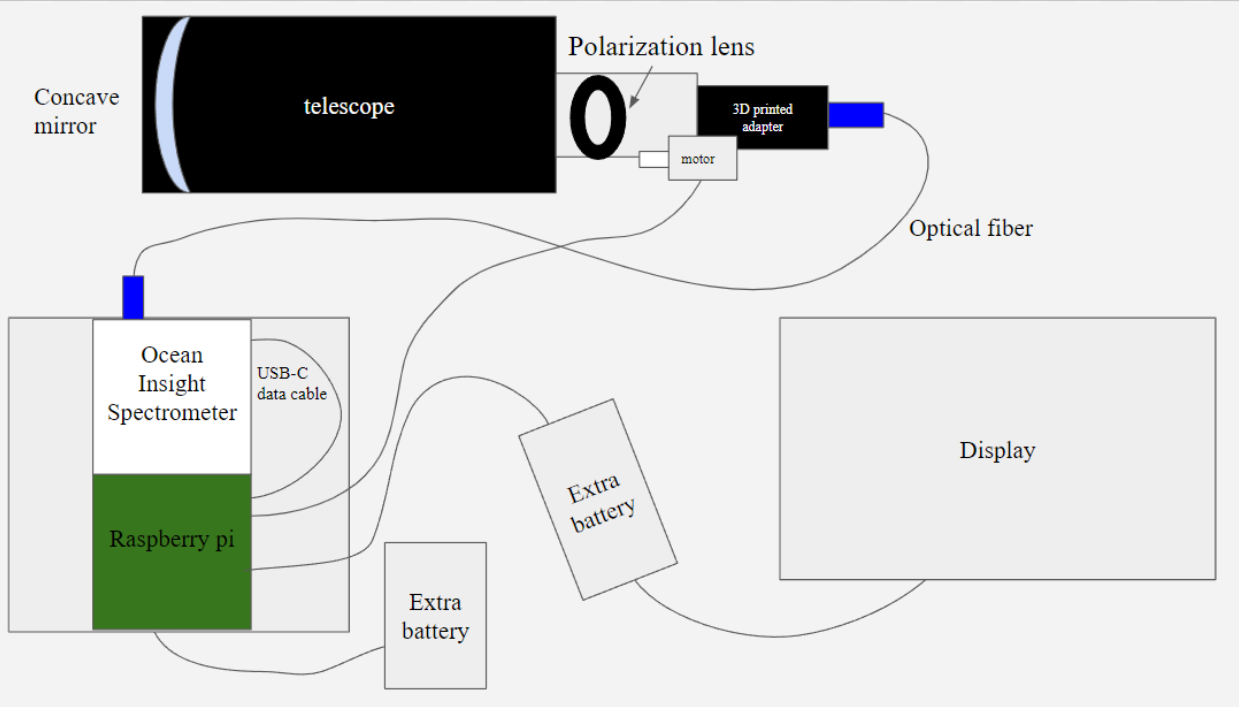 Polarization lens
Concave
mirror
telescope
3D printed
adapter
motor
Optical fiber
Ocean
Insight
Spectrometer
USB-C
data cable
Raspberry pi
Extra
battery
Extra
battery
Display